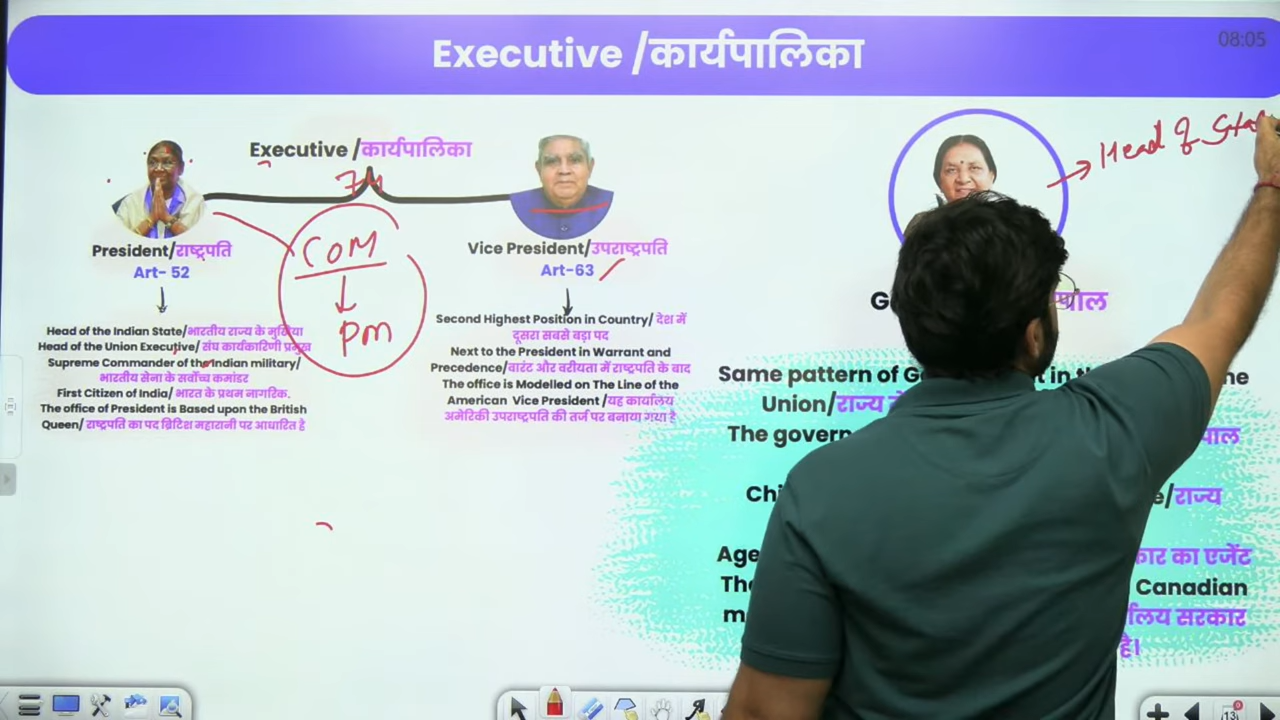 Executive /कार्यपालिका
08:05
Executive /कार्यपालिका
74
President/राष्ट्रपति
Art- 52
Head of the Indian State/भारतीय राज्य के मुखिया
Head of the Union Executive/ संघ कार्यकारिणी प्रमुख
Supreme Commander of the Indian military/
भारतीय सेना के सर्वोच्च कमांडर
First Citizen of India/ भारत के प्रथम नागरिक.
The office of President is Based upon the British
Queen/ राष्ट्रपति का पद ब्रिटिश महारानी पर आधारित है
COM
PM
Vice President/उपराष्ट्रपति
Art-63
Second Highest Position in Country/ देश में
दूसरा सबसे बड़ा पद
Next to the President in Warrant and
Precedence/वारंट और वरीयता में राष्ट्रपति के बाद
The office is Modelled on The Line of the
American Vice President /यह कार्यालय
अमेरिकी उपराष्ट्रपति की तर्ज पर बनाया गया है
Head of
Same pattern of
Union/राज्य
The
/राज्य
का एजेंट
Canadian
सरकार
है।